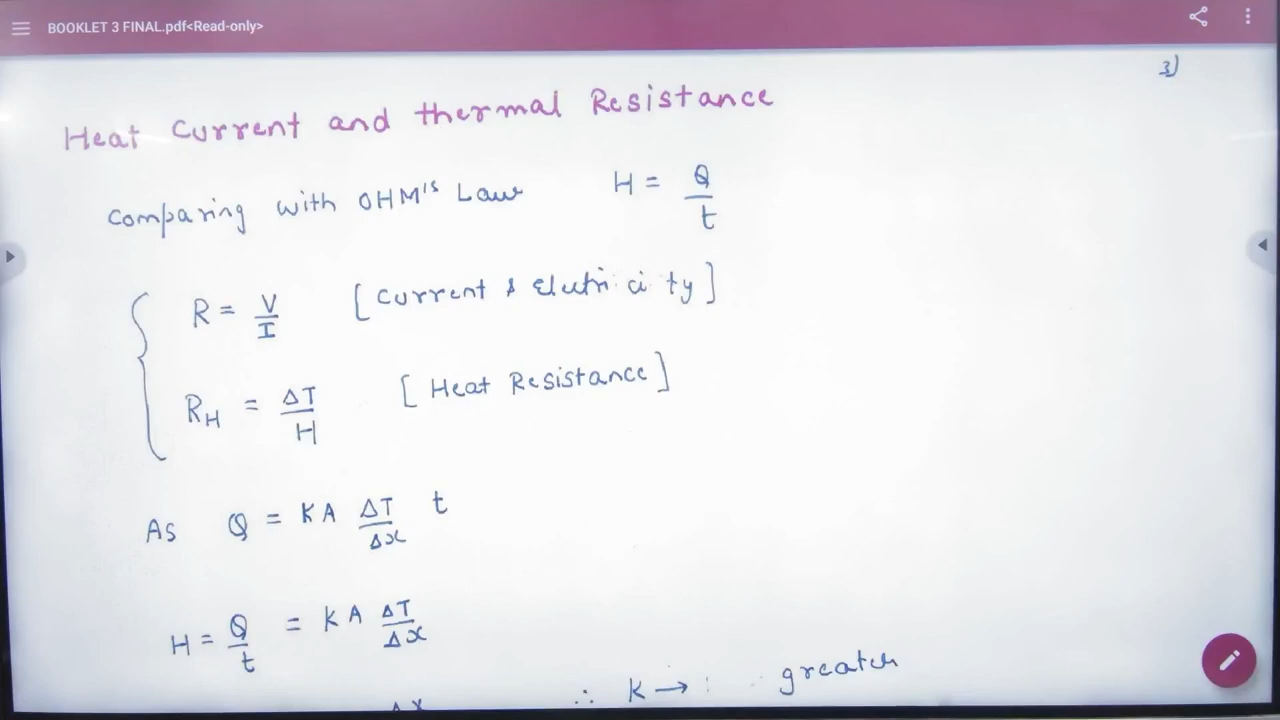 BOOKLET 3 FINAL.pdf<Read-only>
3)
Heat Current and thermal Resistance
Comparing with OHM's Law H = Q/t
R = V/I [Current & Electricity]
R_H = ΔT/H [Heat Resistance]
As Q = KA ΔT/Δx t
H = Q/t = KA ΔT/Δx
Δx ∴ K → greater